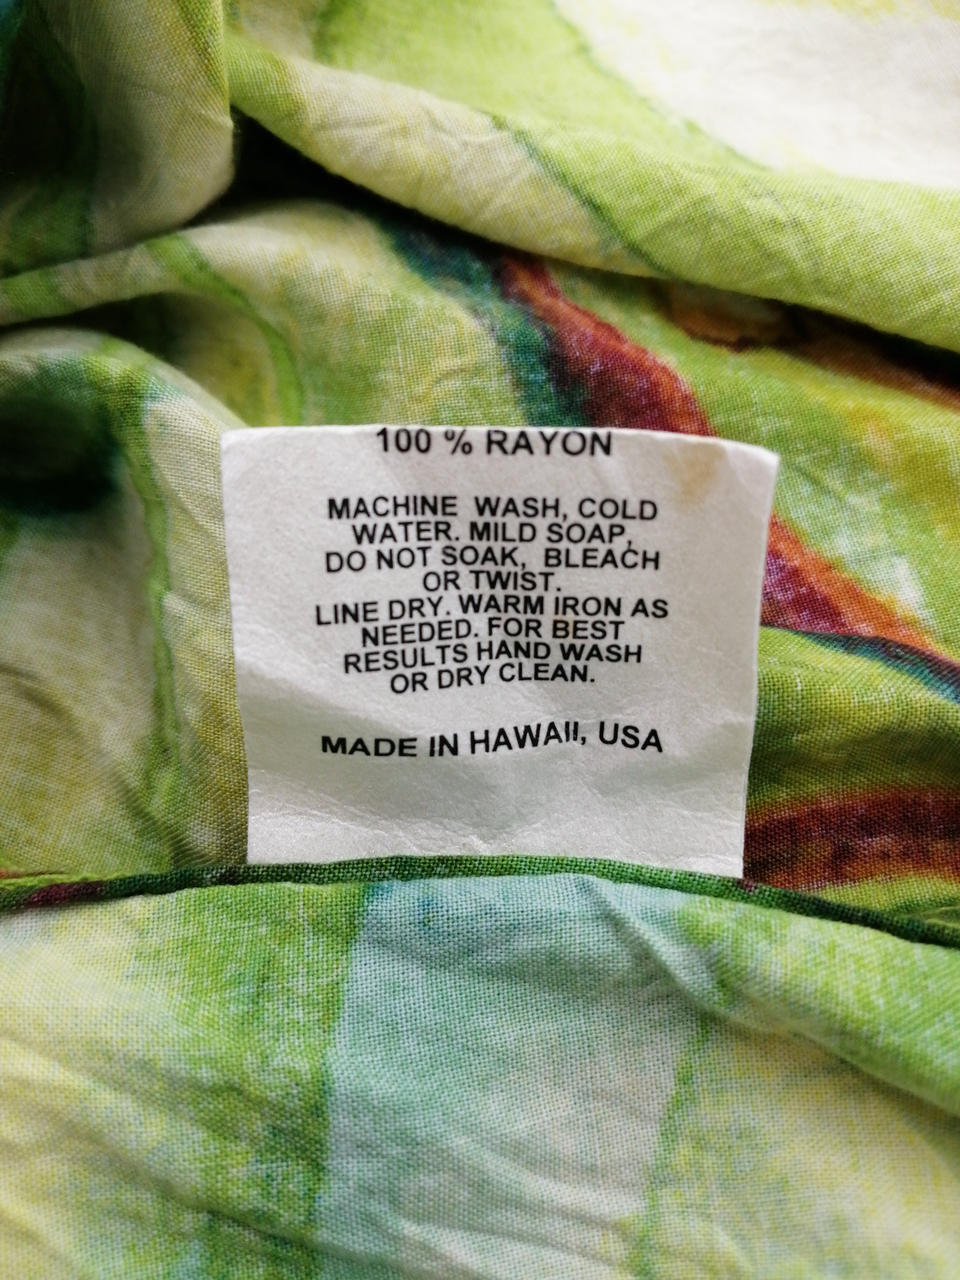 100 % RAYON
MACHINE WASH, COLD
WATER. MILD SOAP,
DO NOT SOAK, BLEACH
OR TWIST.
LINE DRY. WARM IRON AS
NEEDED. FOR BEST
RESULTS HAND WASH
OR DRY CLEAN.
MADE IN HAWAII, USA